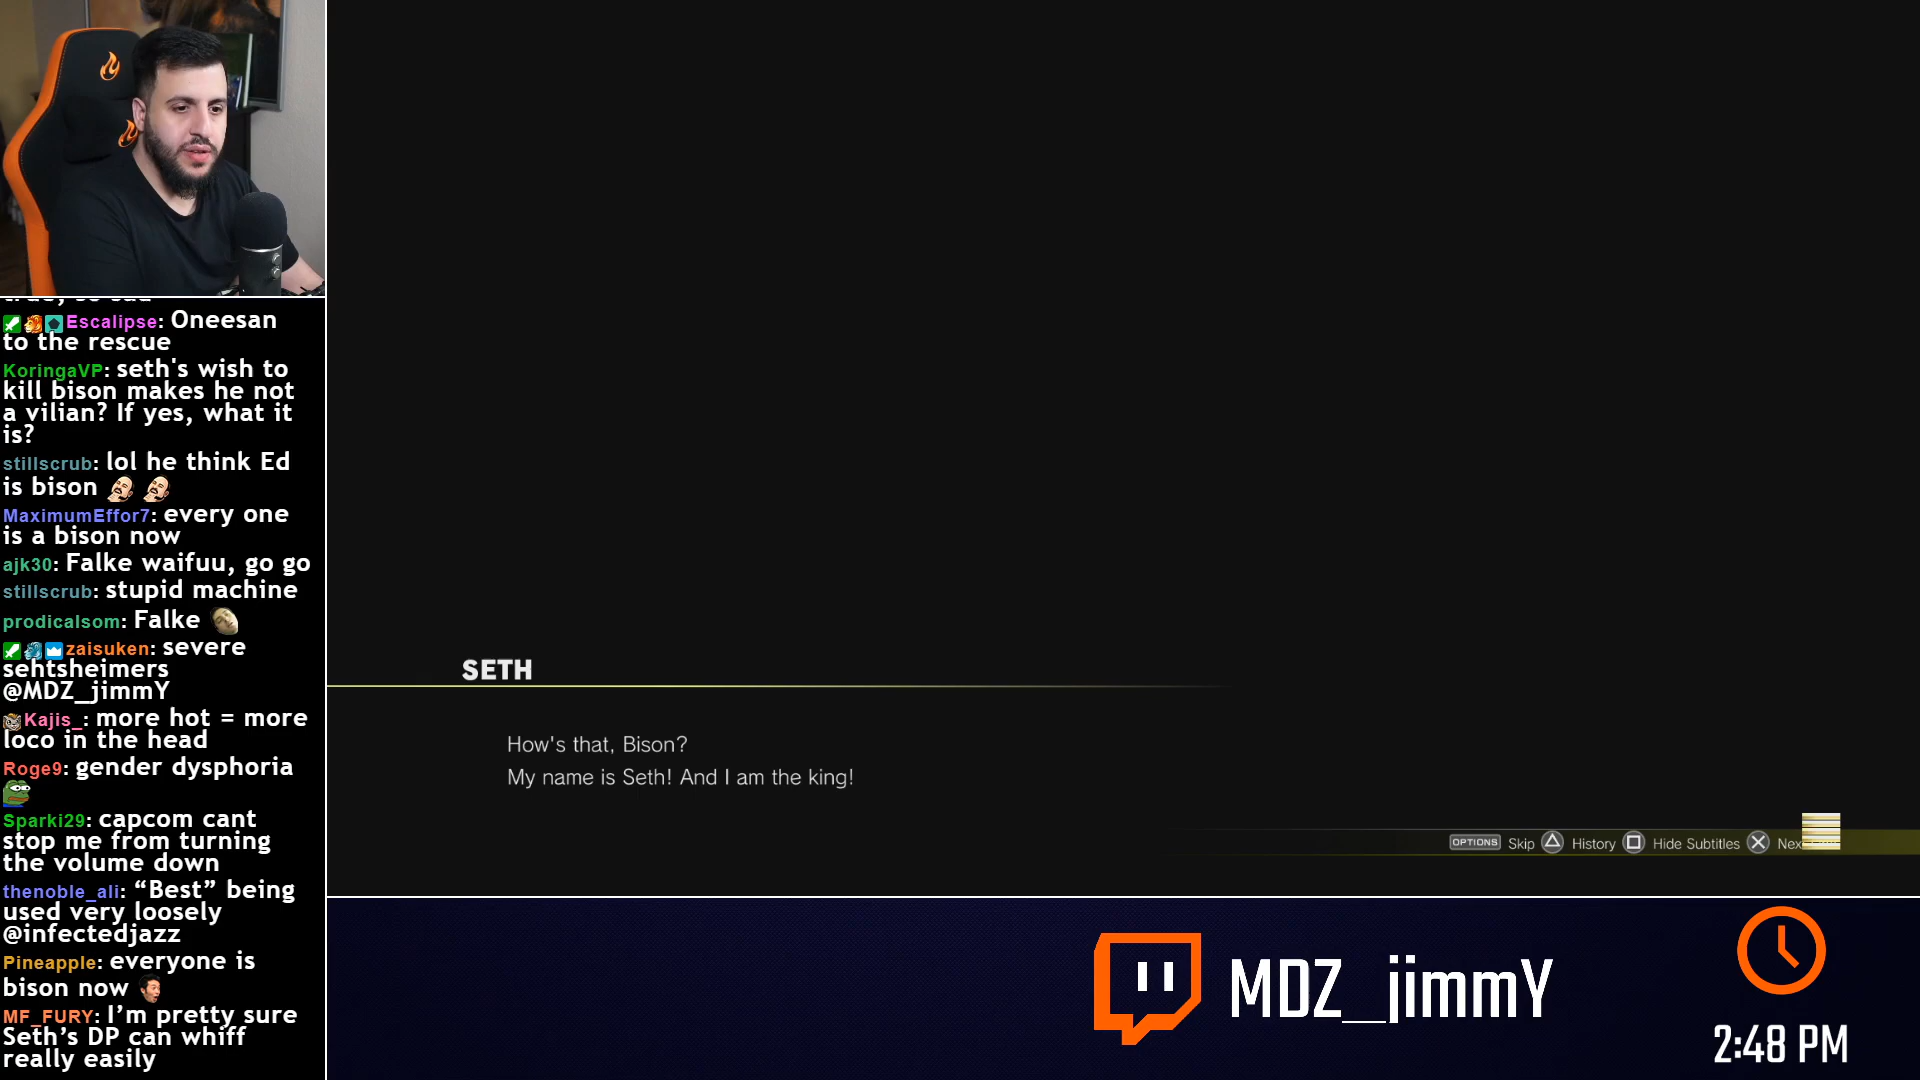 Escalipse: Oneesan
to the rescue
KoringaVP: seth's wish to
kill bison makes he not
a vilian? If yes, what it
is?
stillscrub: lol he think Ed
is bison
MaximumEffor7: every one
is a bison now
ajk30: Falke waifuu, go go
stillscrub: stupid machine
prodicalsom: Falke
zaisuken: severe
sehtsheimers
@MDZ_jimmY
Kajis_: more hot = more
loco in the head
Roge9: gender dysphoria
Sparki29: capcom cant
stop me from turning
the volume down
thenoble_ali: “Best” being
used very loosely
@infectedjazz
Pineapple: everyone is
bison now
MF_FURY: I’m pretty sure
Seth’s DP can whiff
really easily
SETH
How's that, Bison?
My name is Seth! And I am the king!
OPTIONS Skip History Hide Subtitles
MDZ_jimmY
2:48 PM